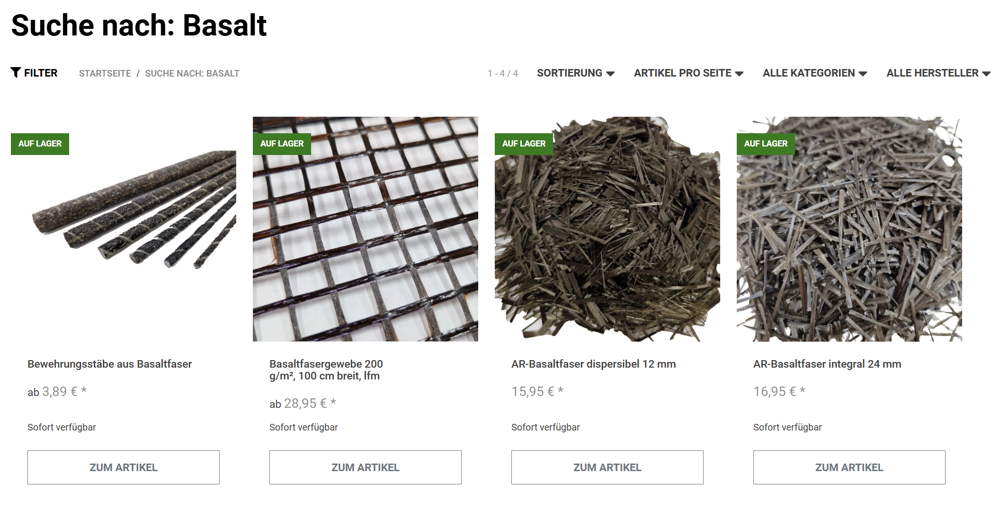 Suche nach: Basalt
FILTER
STARTSEITE / SUCHE NACH: BASALT
1 - 4 / 4
SORTIERUNG
ARTIKEL PRO SEITE
ALLE KATEGORIEN
ALLE HERSTELLER
AUF LAGER
Bewehrungsstäbe aus Basaltfaser
ab 3,89 € *
Sofort verfügbar
ZUM ARTIKEL
AUF LAGER
Basaltfasergewebe 200
g/m², 100 cm breit, lfm
ab 28,95 € *
Sofort verfügbar
ZUM ARTIKEL
AUF LAGER
AR-Basaltfaser dispersibel 12 mm
15,95 € *
Sofort verfügbar
ZUM ARTIKEL
AUF LAGER
AR-Basaltfaser integral 24 mm
16,95 € *
Sofort verfügbar
ZUM ARTIKEL